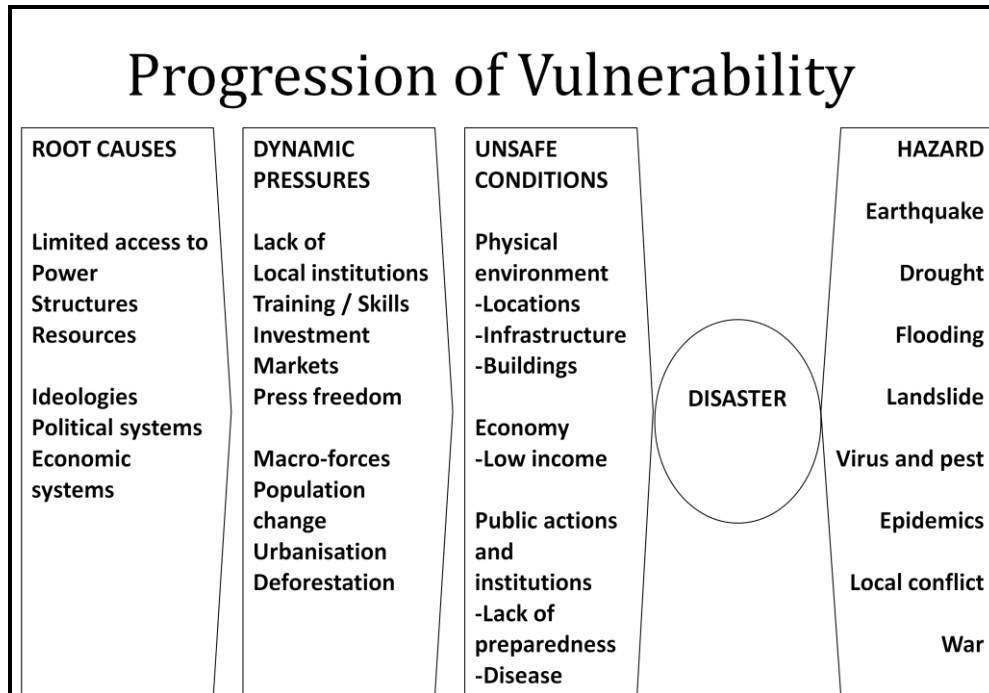 Progression of Vulnerability
ROOT CAUSES
Limited access to
Power
Structures
Resources
Ideologies
Political systems
Economic
systems
DYNAMIC
PRESSURES
Lack of
Local institutions
Training / Skills
Investment
Markets
Press freedom
Macro-forces
Population
change
Urbanisation
Deforestation
UNSAFE
CONDITIONS
Physical
environment
-Locations
-Infrastructure
-Buildings
Economy
-Low income
Public actions
and
institutions
-Lack of
preparedness
-Disease
DISASTER
HAZARD
Earthquake
Drought
Flooding
Landslide
Virus and pest
Epidemics
Local conflict
War